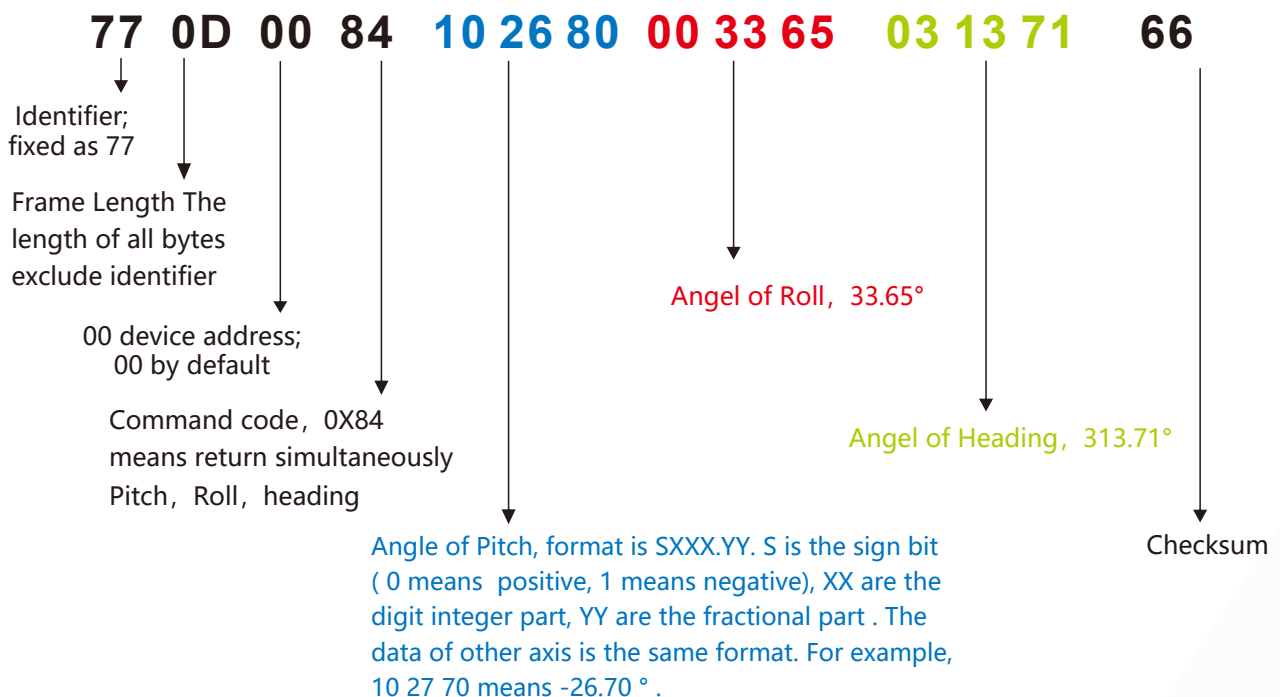 77 0D 00 84 10 26 80 00 33 65 03 13 71 66
Identifier;
fixed as 77
Frame Length The
length of all bytes
exclude identifier
00 device address;
00 by default
Command code，0X84
means return simultaneously
Pitch，Roll，heading
Angle of Pitch, format is SXXX.YY. S is the sign bit
( 0 means positive, 1 means negative), XX are the
digit integer part, YY are the fractional part . The
data of other axis is the same format. For example,
10 27 70 means -26.70 ° .
Angel of Roll，33.65°
Angel of Heading，313.71°
Checksum